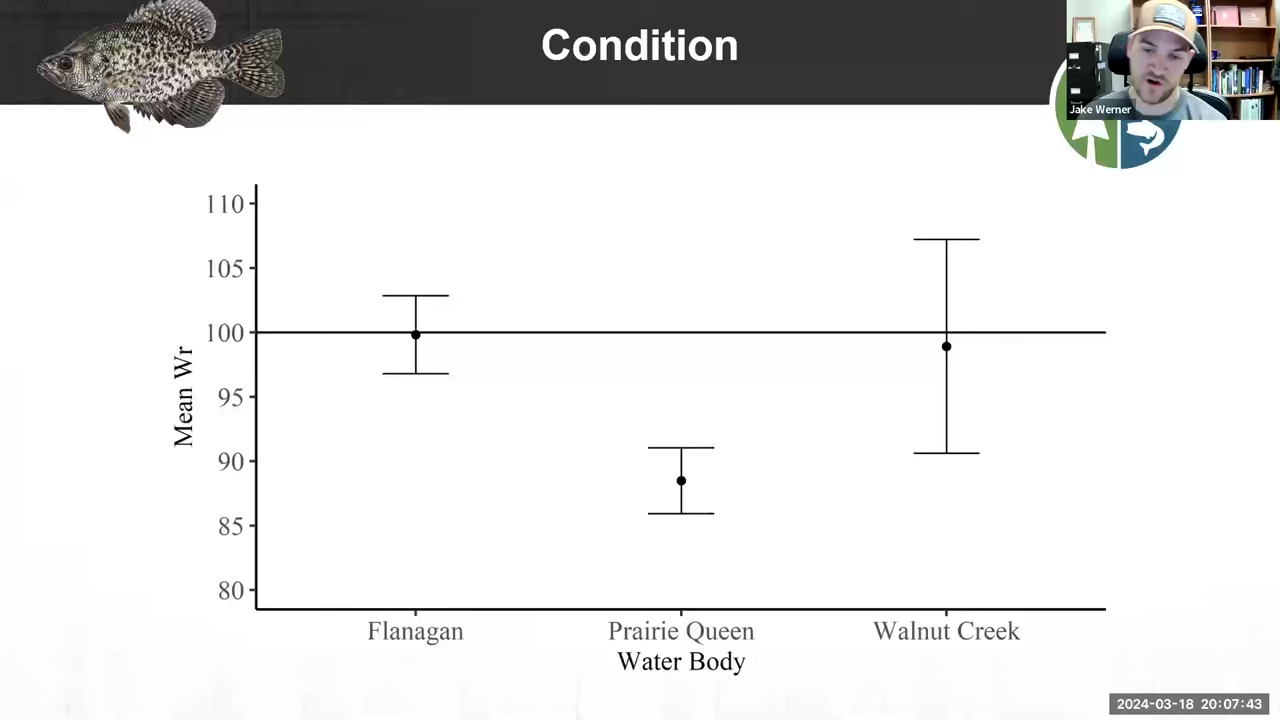 Condition
Jake Werner
110
105
100
95
90
85
80
Mean Wr
Flanagan
Prairie Queen
Walnut Creek
Water Body
2024-03-18 20:07:43